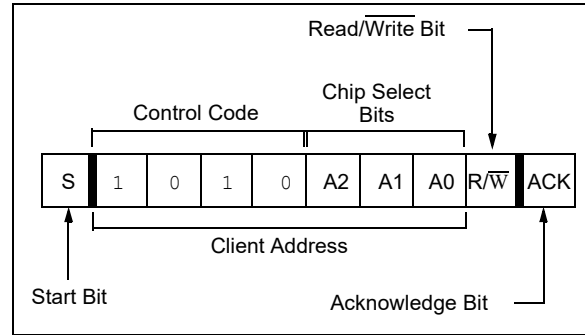 Read/Write Bit
Control Code
Chip Select
Bits
S 1 0 1 0 A2 A1 A0 R/W ACK
Client Address
Start Bit
Acknowledge Bit